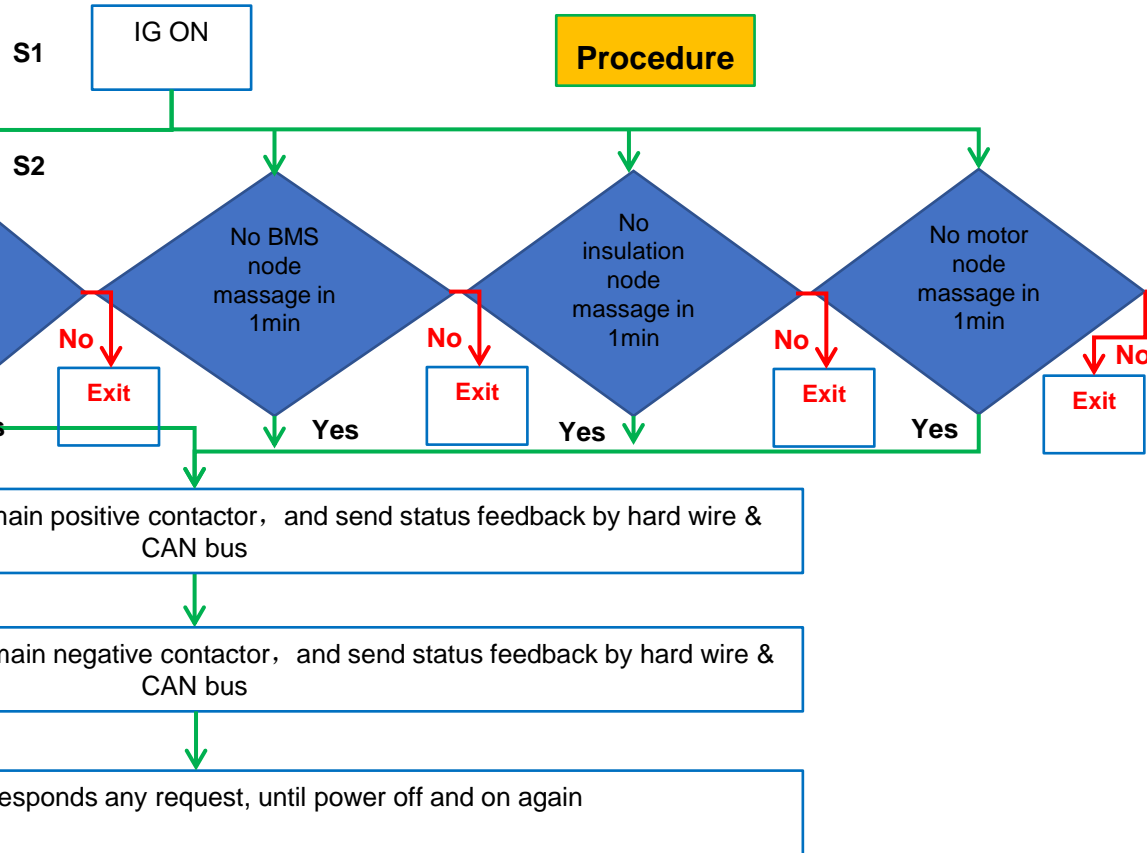 IG ON
S1
Procedure
S2
No BMS
node
massage in
1min
No
insulation
node
massage in
1min
No motor
node
massage in
1min
No
No
No
No
Exit
Exit
Exit
Exit
Yes
Yes
Yes
main positive contactor，and send status feedback by hard wire &
CAN bus
main negative contactor，and send status feedback by hard wire &
CAN bus
any request, until power off and on again